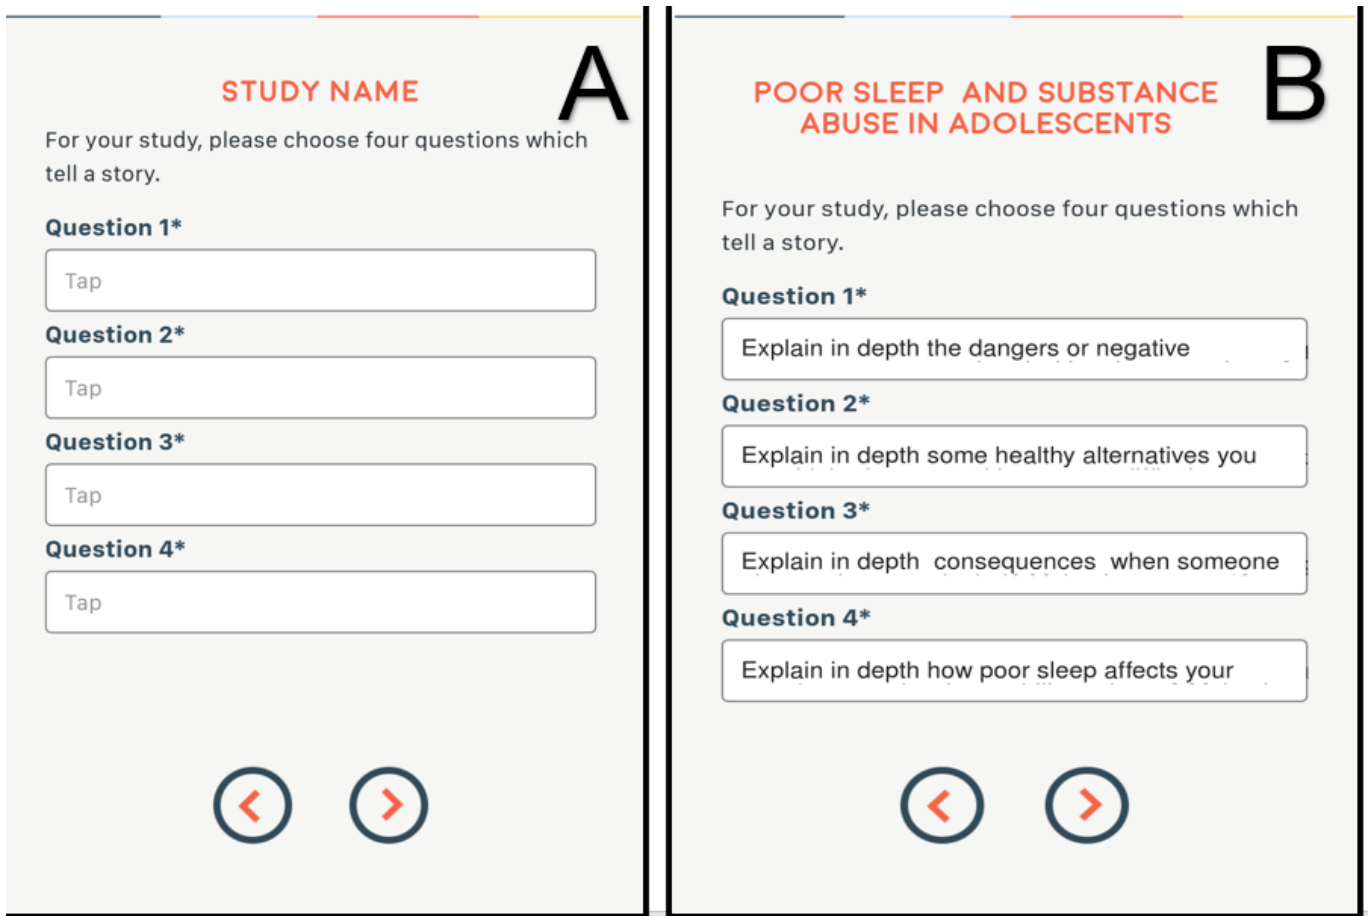 A
STUDY NAME
For your study, please choose four questions which
tell a story.
Question 1*
Tap
Question 2*
Tap
Question 3*
Tap
Question 4*
Tap
B
POOR SLEEP AND SUBSTANCE
ABUSE IN ADOLESCENTS
For your study, please choose four questions which
tell a story.
Question 1*
Explain in depth the dangers or negative
Question 2*
Explain in depth some healthy alternatives you
Question 3*
Explain in depth consequences when someone
Question 4*
Explain in depth how poor sleep affects your